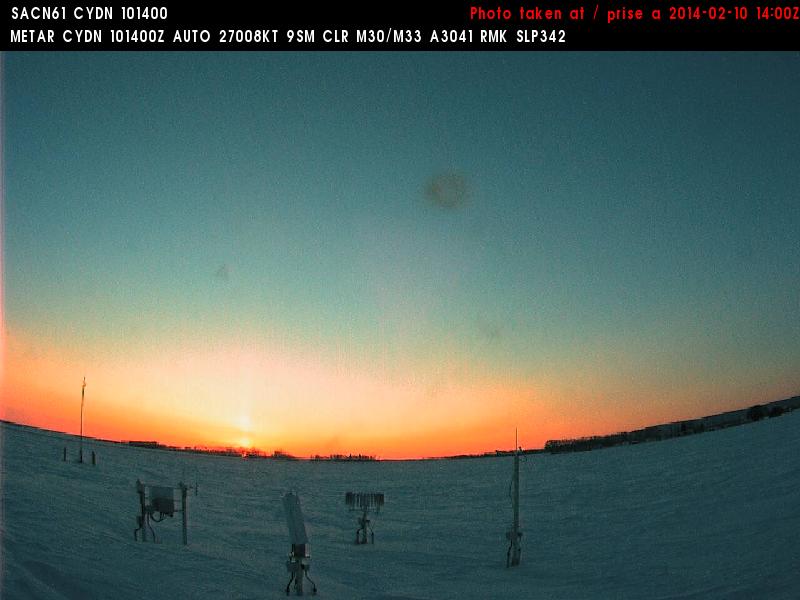 SACN61 CYDN 101400
Photo taken at / prise a 2014-02-10 14:00Z
METAR CYDN 101400Z AUTO 27008KT 9SM CLR M30/M33 A3041 RMK SLP342